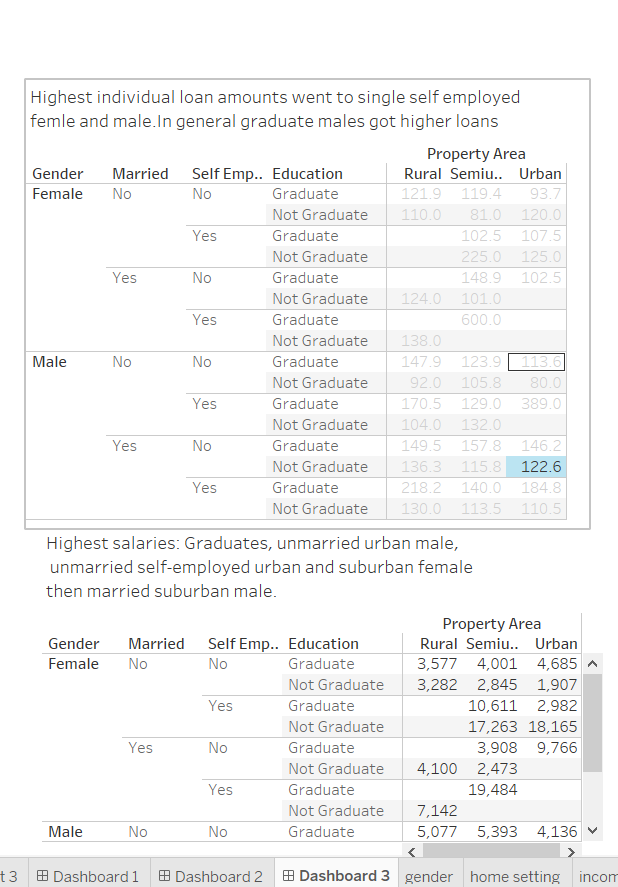 Highest individual loan amounts went to single self employed
femle and male.In general graduate males got higher loans
Property Area
Gender Married Self Emp.. Education Rural Semiu.. Urban
Female No No Graduate 121.9 119.4 93.7
Not Graduate 110.0 81.0 120.0
Yes Graduate 102.5 107.5
Not Graduate 225.0 125.0
Yes No Graduate 148.9 102.5
Not Graduate 124.0 101.0
Yes Graduate 600.0
Not Graduate 138.0
Male No No Graduate 147.9 123.9 113.6
Not Graduate 92.0 105.8 80.0
Yes Graduate 170.5 129.0 389.0
Not Graduate 104.0 132.0
Yes No Graduate 149.5 157.8 146.2
Not Graduate 136.3 115.8 122.6
Yes Graduate 218.2 140.0 184.8
Not Graduate 130.0 113.5 110.5
Highest salaries: Graduates, unmarried urban male,
unmarried self-employed urban and suburban female
then married suburban male.
Property Area
Gender Married Self Emp.. Education Rural Semiu.. Urban
Female No No Graduate 3,577 4,001 4,685
Not Graduate 3,282 2,845 1,907
Yes Graduate 10,611 2,982
Not Graduate 17,263 18,165
Yes No Graduate 3,908 9,766
Not Graduate 4,100 2,473
Yes Graduate 19,484
Not Graduate 7,142
Male No No Graduate 5,077 5,393 4,136
t 3 Dashboard 1 Dashboard 2 Dashboard 3 gender home setting incom